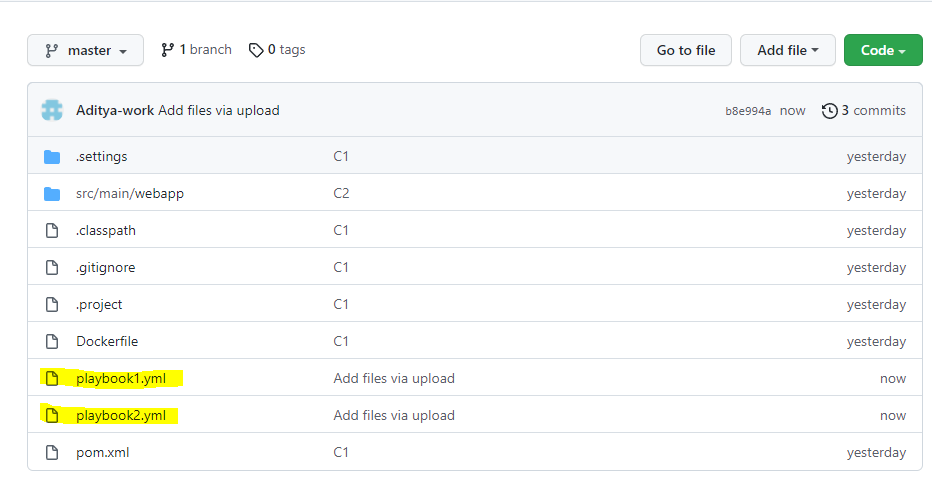 master 1 branch 0 tags Go to file Add file Code
Aditya-work Add files via upload b8e994a now 3 commits
.settings C1 yesterday
src/main/webapp C2 yesterday
.classpath C1 yesterday
.gitignore C1 yesterday
.project C1 yesterday
Dockerfile C1 yesterday
playbook1.yml Add files via upload now
playbook2.yml Add files via upload now
pom.xml C1 yesterday